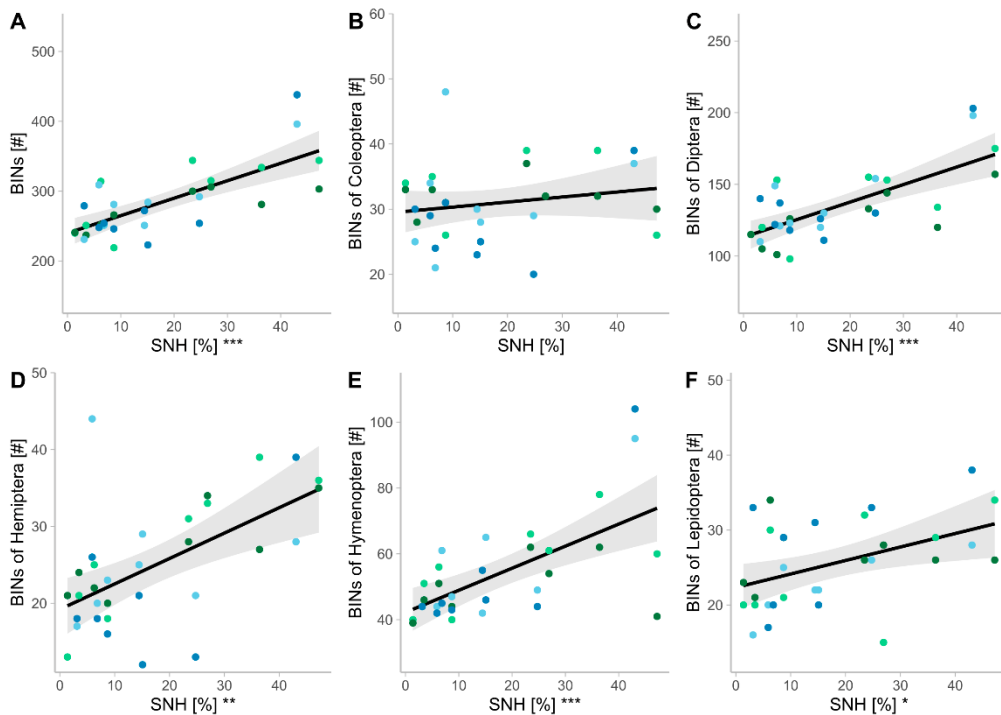 A
BINs [#]
500
400
300
200
0 10 20 30 40
SNH [%] ***
B
BINs of Coleoptera [#]
60
50
40
30
20
0 10 20 30 40
SNH [%]
C
BINs of Diptera [#]
250
200
150
100
0 10 20 30 40
SNH [%] ***
D
BINs of Hemiptera [#]
50
40
30
20
0 10 20 30 40
SNH [%] **
E
BINs of Hymenoptera [#]
100
80
60
40
0 10 20 30 40
SNH [%] ***
F
BINs of Lepidoptera [#]
50
40
30
20
10
0 10 20 30 40
SNH [%] *